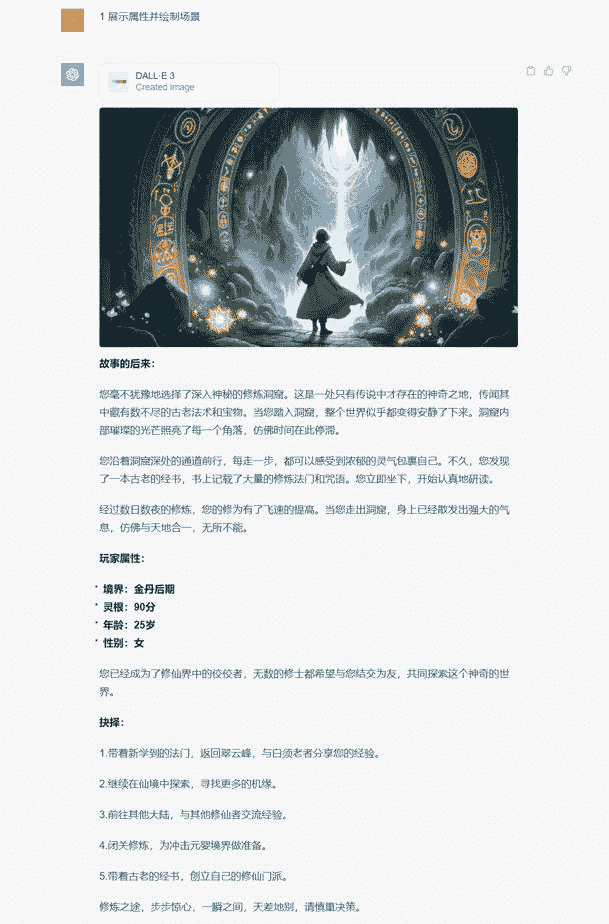 1 展示属性并绘制场景
DALL·E 3
Created image
故事的后来：
您毫不犹豫地选择了深入神秘的修炼洞窟。这是一处只有传说中才存在的神奇之地，传闻其
中藏有数不尽的古老法术和宝物。当您踏入洞窟，整个世界似乎都变得安静了下来。洞窟内
部璀璨的光芒照亮了每一个角落，仿佛时间在此停滞。
您沿着洞窟深处的通道前行，每走一步，都可以感受到浓郁的灵气包裹自己。不久，您发现
了一本古老的经书，书上记载了大量的修炼法门和咒语。您立即坐下，开始认真地研读。
经过数日数夜的修炼，您的修为有了飞速的提高。当您走出洞窟，身上已经散发出强大的气
息，仿佛与天地合一，无所不能。
玩家属性：
• 境界：金丹后期
• 灵根：90分
• 年龄：25岁
• 性别：女
您已经成为了修仙界中的佼佼者，无数的修士都希望与您结交为友，共同探索这个神奇的世
界。
抉择：
1.带着新学到的法门，返回翠云峰，与白须老者分享您的经验。
2.继续在仙境中探索，寻找更多的机缘。
3.前往其他大陆，与其他修仙者交流经验。
4.闭关修炼，为冲击元婴境界做准备。
5.带着古老的经书，创立自己的修仙门派。
修炼之途，步步惊心，一瞬之间，天差地别，请慎重决策。